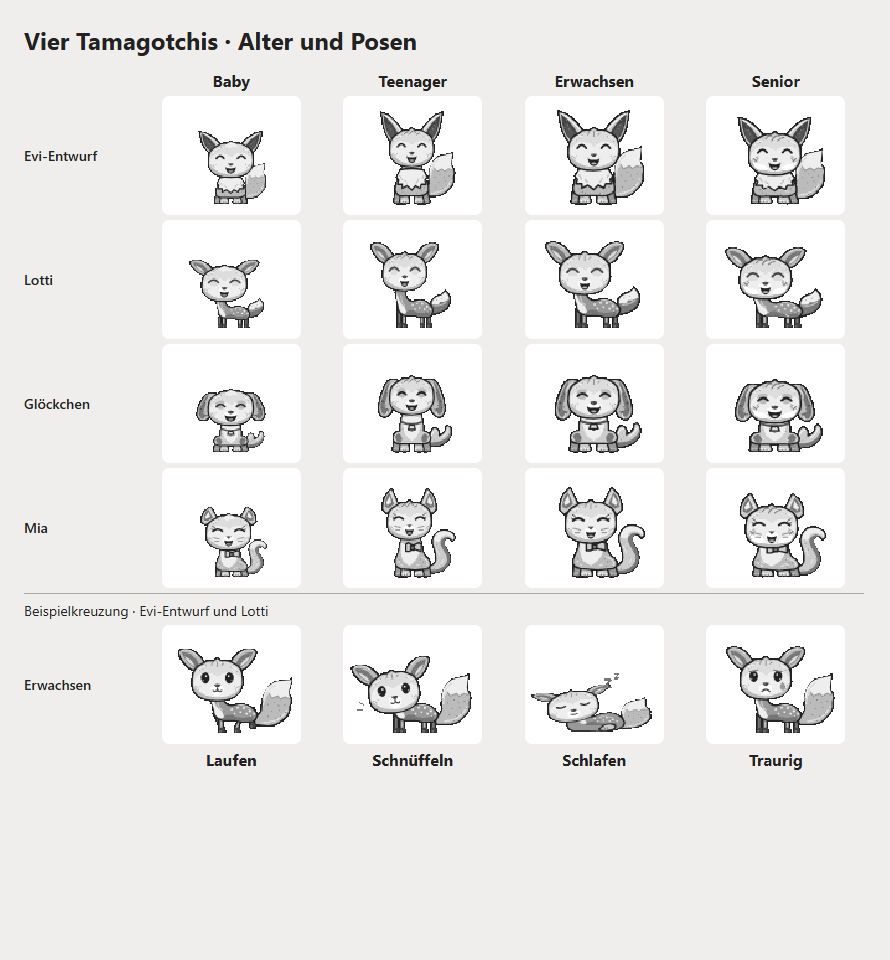 Vier Tamagotchis · Alter und Posen
Baby Teenager Erwachsen Senior
Evi-Entwurf
Lotti
Glöckchen
Mia
Beispielkreuzung · Evi-Entwurf und Lotti
Erwachsen
z z
Laufen Schnüffeln Schlafen Traurig